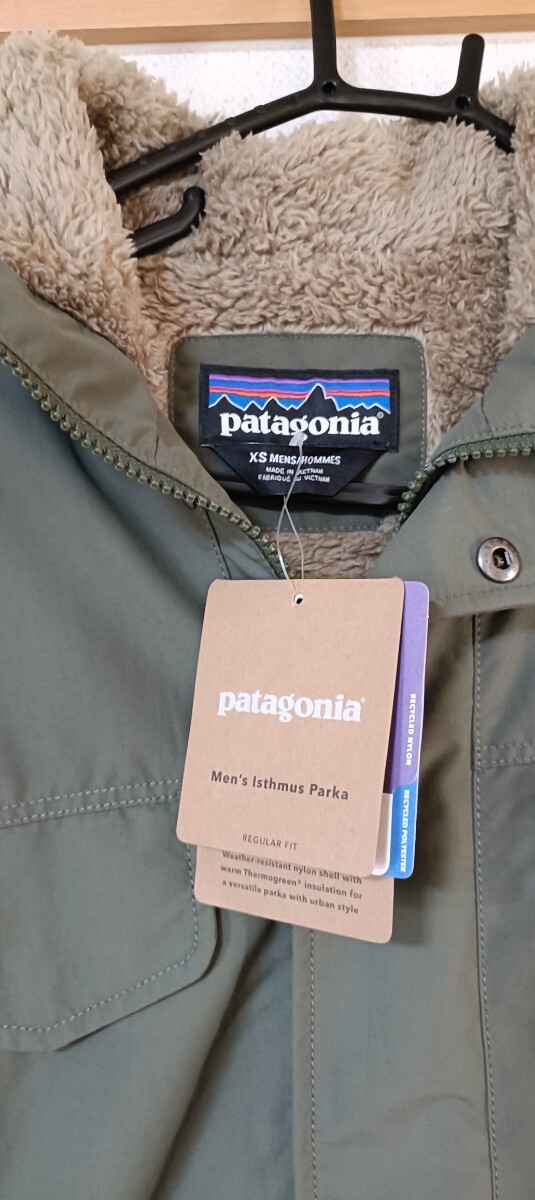 patagonia®
XS MENS/HOMMES
MADE IN VIETNAM
FABRIQUÉ AU VIETNAM
patagonia®
Men's Isthmus Parka
REGULAR FIT
Weather-resistant nylon shell with
warm Thermogreen® insulation for
a versatile parka with urban style
RECYCLED NYLON
RECYCLED POLYESTER